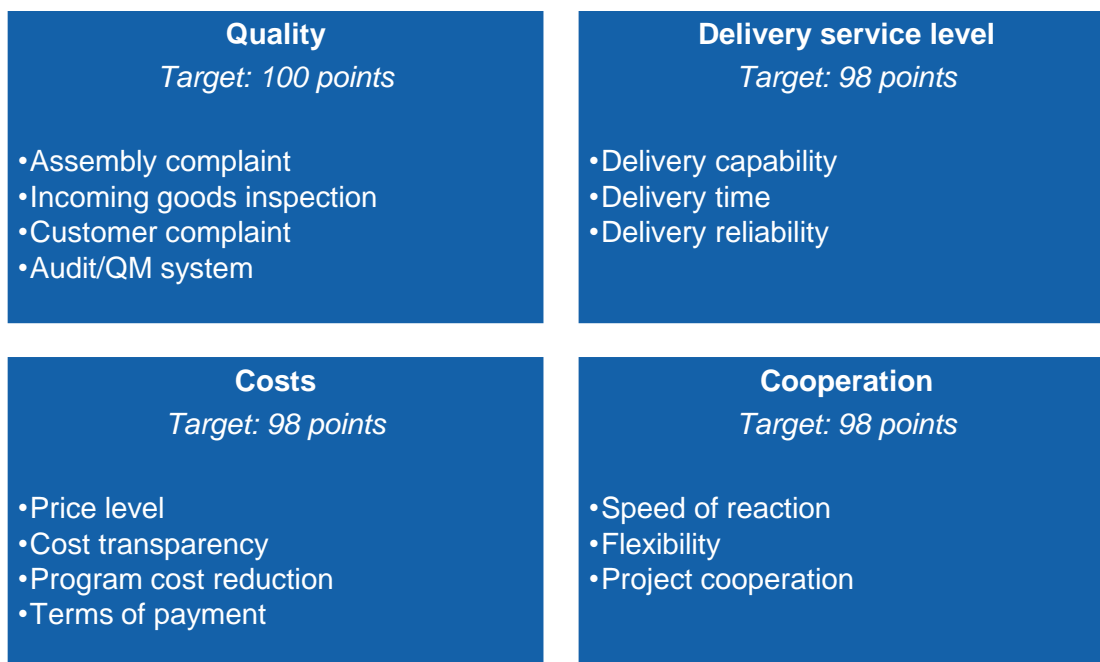 Quality
Target: 100 points
•Assembly complaint
•Incoming goods inspection
•Customer complaint
•Audit/QM system
Delivery service level
Target: 98 points
•Delivery capability
•Delivery time
•Delivery reliability
Costs
Target: 98 points
•Price level
•Cost transparency
•Program cost reduction
•Terms of payment
Cooperation
Target: 98 points
•Speed of reaction
•Flexibility
•Project cooperation